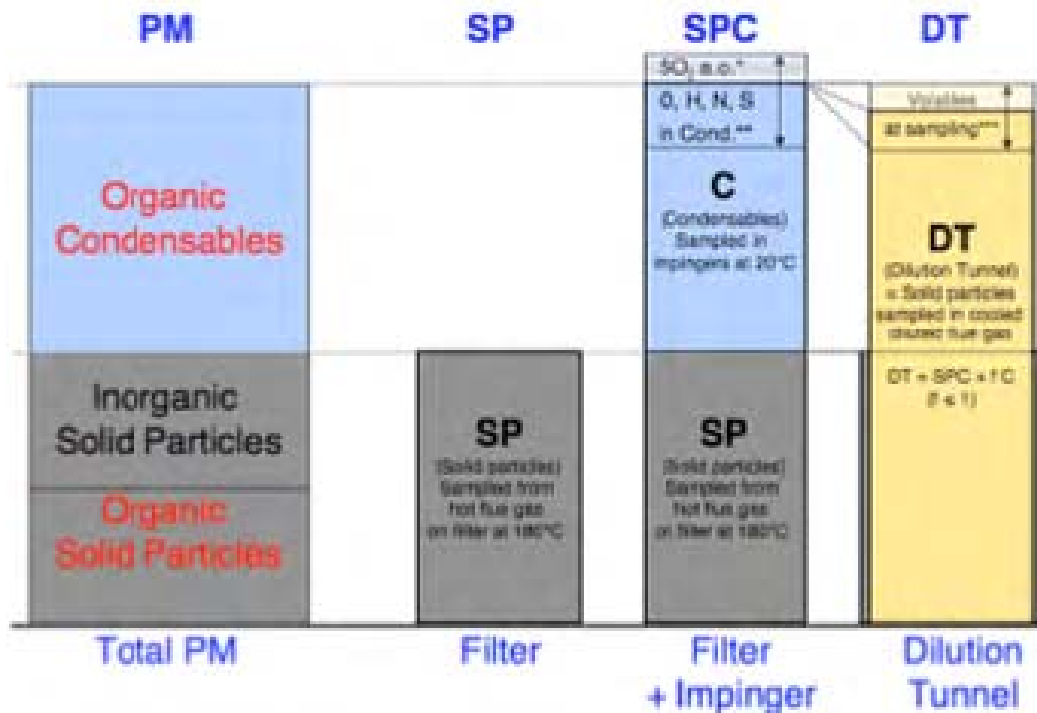 PM
SP
SPC
DT
Organic
Condensables
Inorganic
Solid Particles
Organic
Solid Particles
Total PM
SP
(Solid particles)
Sampled from
hot flue gas
on filter at 180°C
Filter
SO2 a.o.*
O, H, N, S
in Cond.**
C
(Condensables)
Sampled in
impingers at 20°C
SP
(Solid particles)
Sampled from
hot flue gas
on filter at 180°C
Filter
+ Impinger
Volatiles
at sampling***
DT
(Dilution Tunnel)
= Solid particles
sampled in cooled
diluted flue gas
DT = SPC + f C
(f ≤ 1)
Dilution
Tunnel